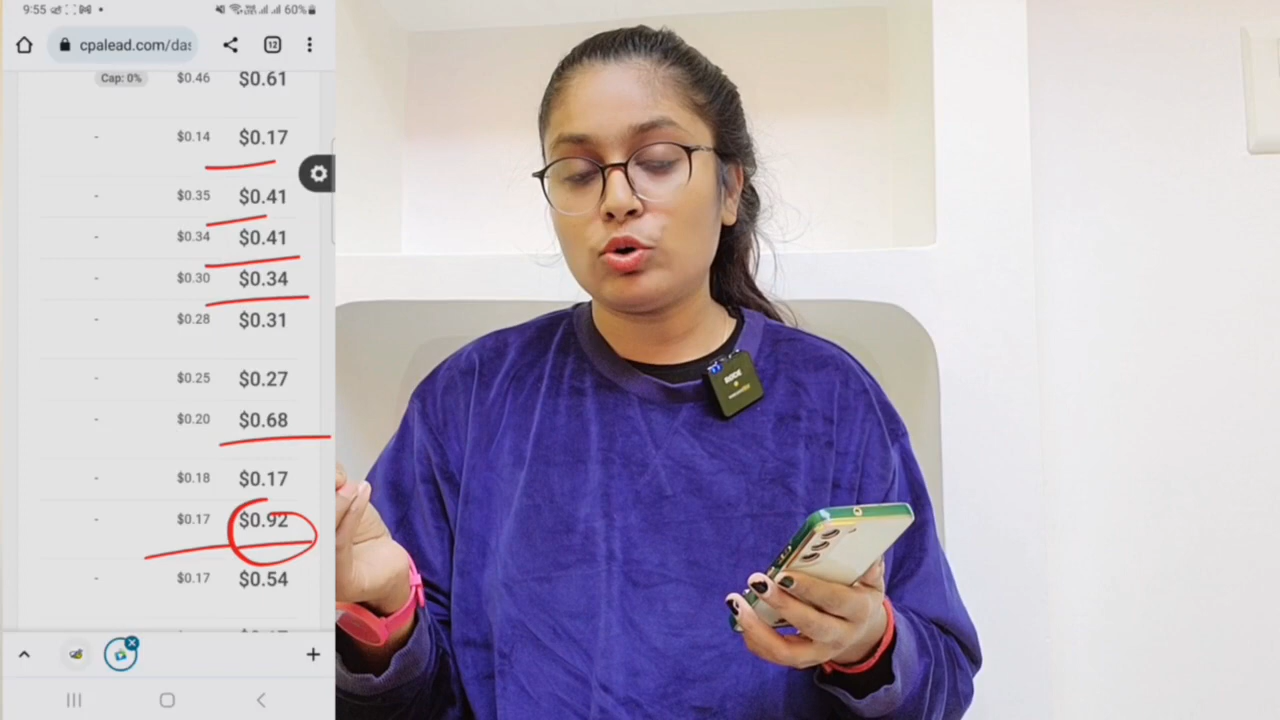 9:55 60%
cpalead.com/das 12
Cap: 0% $0.46 $0.61
- $0.14 $0.17
- $0.35 $0.41
- $0.34 $0.41
- $0.30 $0.34
- $0.28 $0.31
- $0.25 $0.27
- $0.20 $0.68
- $0.18 $0.17
- $0.17 $0.92
- $0.17 $0.54
RODE